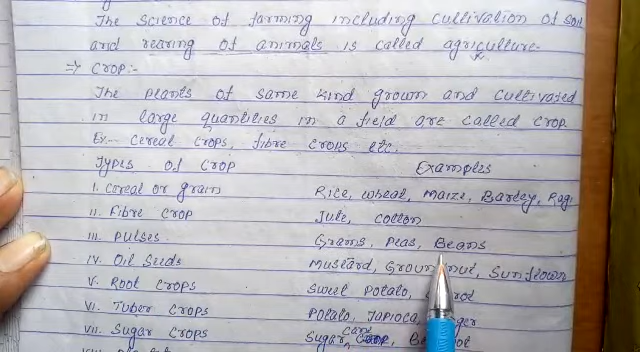 The science of farming including cultivation of soil
and rearing of animals is called agriculture.
⇒ Crop:-
The plants of same kind grown and cultivated
in large quantities in a field are called crop
Ex:- Cereal crops, fibre crops etc.
Types of Crop Examples
i. Cereal or grain Rice, Wheat, Maize, Barley, Ragi
ii. Fibre Crop Jute, cotton
iii. Pulses Grams, Peas, Beans
iv. Oil Seeds Mustard, Groundnut, Sunflower
v. Root Crops Sweet Potato,
vi. Tuber Crops Potato, Tapioca,
vii. Sugar Crops Sugar cane,